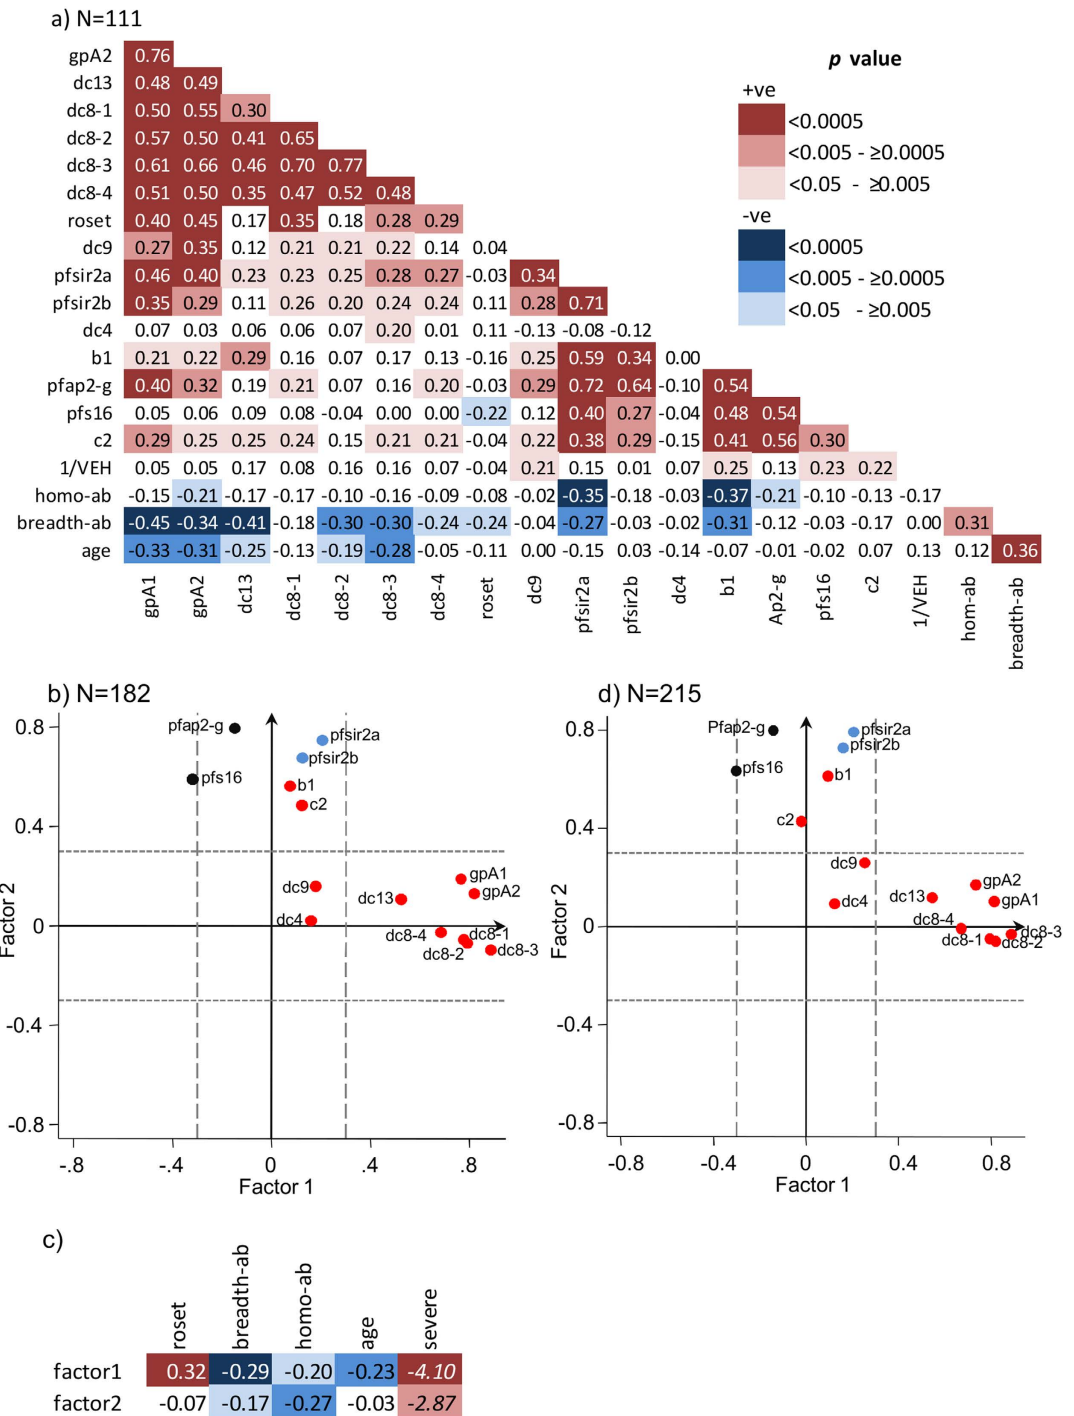 a) N=111
gpA2 0.76
dc13 0.48 0.49
dc8-1 0.50 0.55 0.30
dc8-2 0.57 0.50 0.41 0.65
dc8-3 0.61 0.66 0.46 0.70 0.77
dc8-4 0.51 0.50 0.35 0.47 0.52 0.48
roset 0.40 0.45 0.17 0.35 0.18 0.28 0.29
dc9 0.27 0.35 0.12 0.21 0.21 0.22 0.14 0.04
pfsir2a 0.46 0.40 0.23 0.23 0.25 0.28 0.27 -0.03 0.34
pfsir2b 0.35 0.29 0.11 0.26 0.20 0.24 0.24 0.11 0.28 0.71
dc4 0.07 0.03 0.06 0.06 0.07 0.20 0.01 0.11 -0.13 -0.08 -0.12
b1 0.21 0.22 0.29 0.16 0.07 0.17 0.13 -0.16 0.25 0.59 0.34 0.00
pfap2-g 0.40 0.32 0.19 0.21 0.07 0.16 0.20 -0.03 0.29 0.72 0.64 -0.10 0.54
pfs16 0.05 0.06 0.09 0.08 -0.04 0.00 0.00 -0.22 0.12 0.40 0.27 -0.04 0.48 0.54
c2 0.29 0.25 0.25 0.24 0.15 0.21 0.21 -0.04 0.22 0.38 0.29 -0.15 0.41 0.56 0.30
1/VEH 0.05 0.05 0.17 0.08 0.16 0.16 0.07 -0.04 0.21 0.15 0.01 0.07 0.25 0.13 0.23 0.22
homo-ab -0.15 -0.21 -0.17 -0.17 -0.10 -0.16 -0.09 -0.08 -0.02 -0.35 -0.18 -0.03 -0.37 -0.21 -0.10 -0.13 -0.17
breadth-ab -0.45 -0.34 -0.41 -0.18 -0.30 -0.30 -0.24 -0.24 -0.04 -0.27 -0.03 -0.02 -0.31 -0.12 -0.03 -0.17 0.00 0.31
age -0.33 -0.31 -0.25 -0.13 -0.19 -0.28 -0.05 -0.11 0.00 -0.15 0.03 -0.14 -0.07 -0.01 -0.02 0.07 0.13 0.12 0.36
gpA1 gpA2 dc13 dc8-1 dc8-2 dc8-3 dc8-4 roset dc9 pfsir2a pfsir2b dc4 b1 Ap2-g pfs16 c2 1/VEH hom-ab breadth-ab
p value
+ve
<0.0005
<0.005 - ≥0.0005
<0.05 - ≥0.005
-ve
<0.0005
<0.005 - ≥0.0005
<0.05 - ≥0.005
b) N=182
Factor 2
0.8
0.4
0
-0.4
-0.8
pfap2-g
pfsir2a
pfsir2b
pfs16
b1
c2
dc9
dc4
dc13
gpA1
gpA2
dc8-4
dc8-1
dc8-2
dc8-3
-.8 -.4 0 .4 .8
Factor 1
d) N=215
Factor 2
0.8
0.4
0
-0.4
-0.8
Pfap2-g
pfsir2a
pfsir2b
pfs16
b1
c2
dc9
dc4
dc13
gpA2
gpA1
dc8-4
dc8-3
dc8-1
dc8-2
-0.8 -0.4 0 0.4 0.8
Factor 1
c)
roset breadth-ab homo-ab age severe
factor1 0.32 -0.29 -0.20 -0.23 -4.10
factor2 -0.07 -0.17 -0.27 -0.03 -2.87